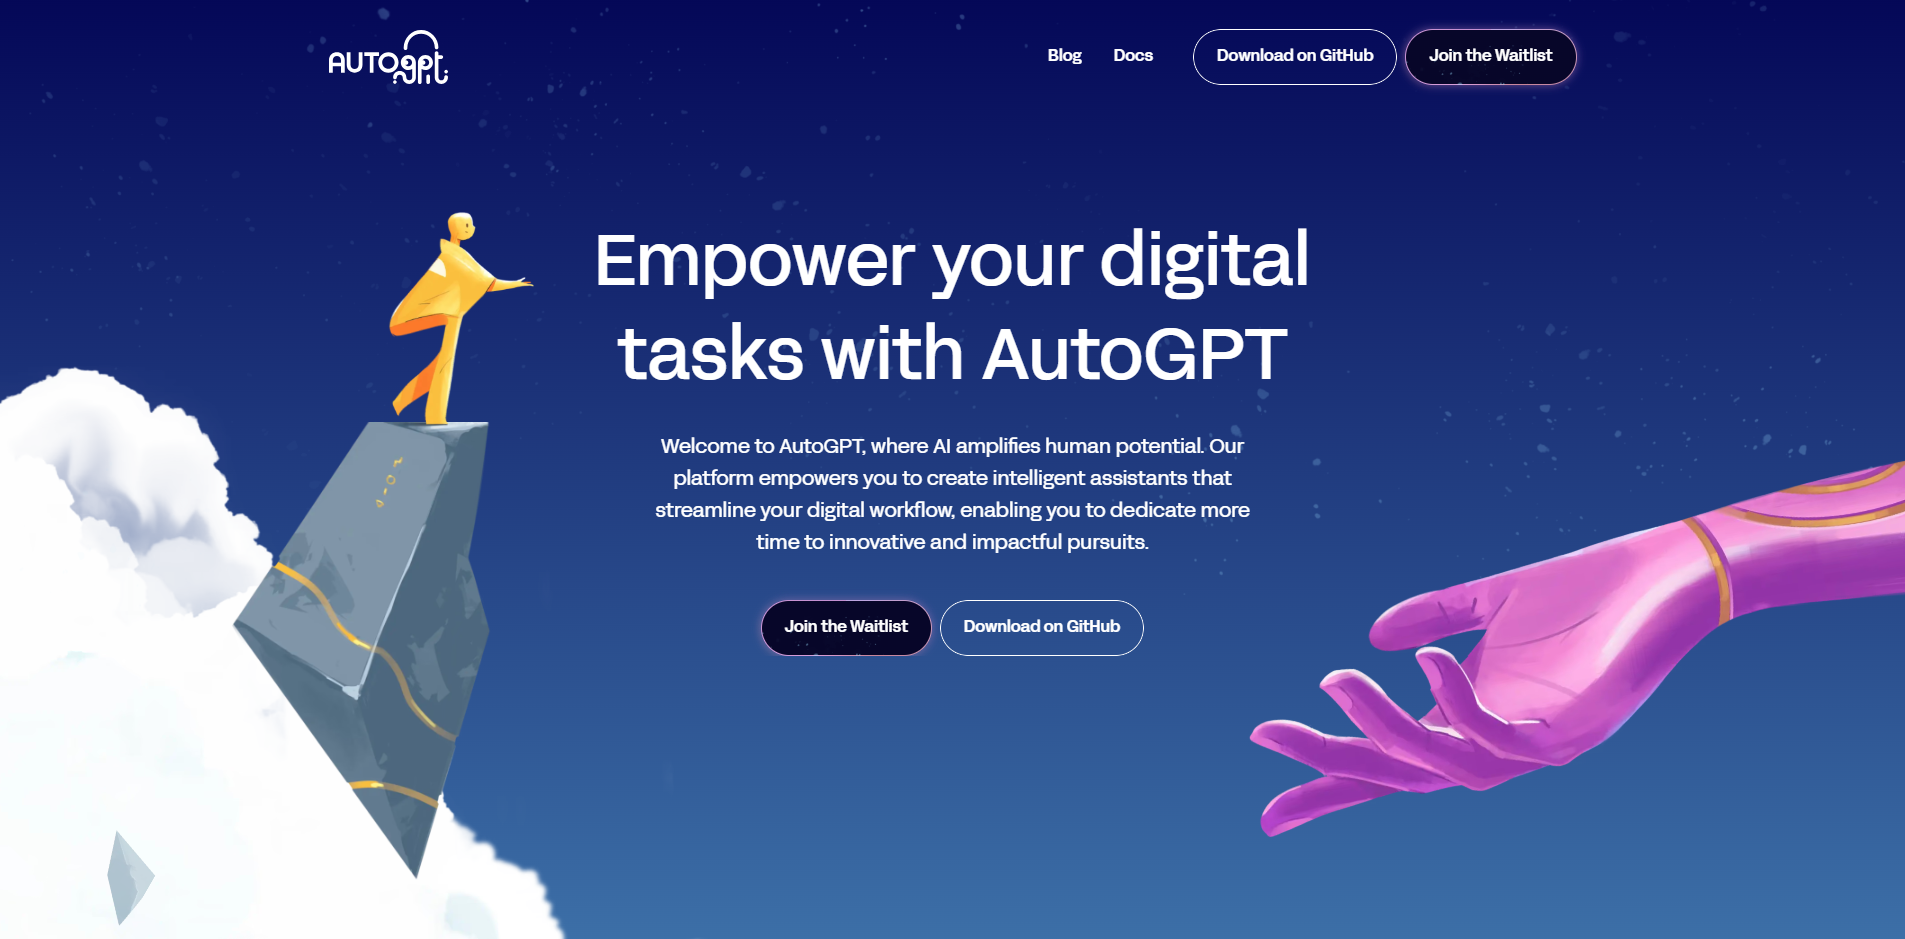 AUTOgpt
Blog
Docs
Download on GitHub
Join the Waitlist
Empower your digital
tasks with AutoGPT
Welcome to AutoGPT, where AI amplifies human potential. Our
platform empowers you to create intelligent assistants that
streamline your digital workflow, enabling you to dedicate more
time to innovative and impactful pursuits.
Join the Waitlist
Download on GitHub